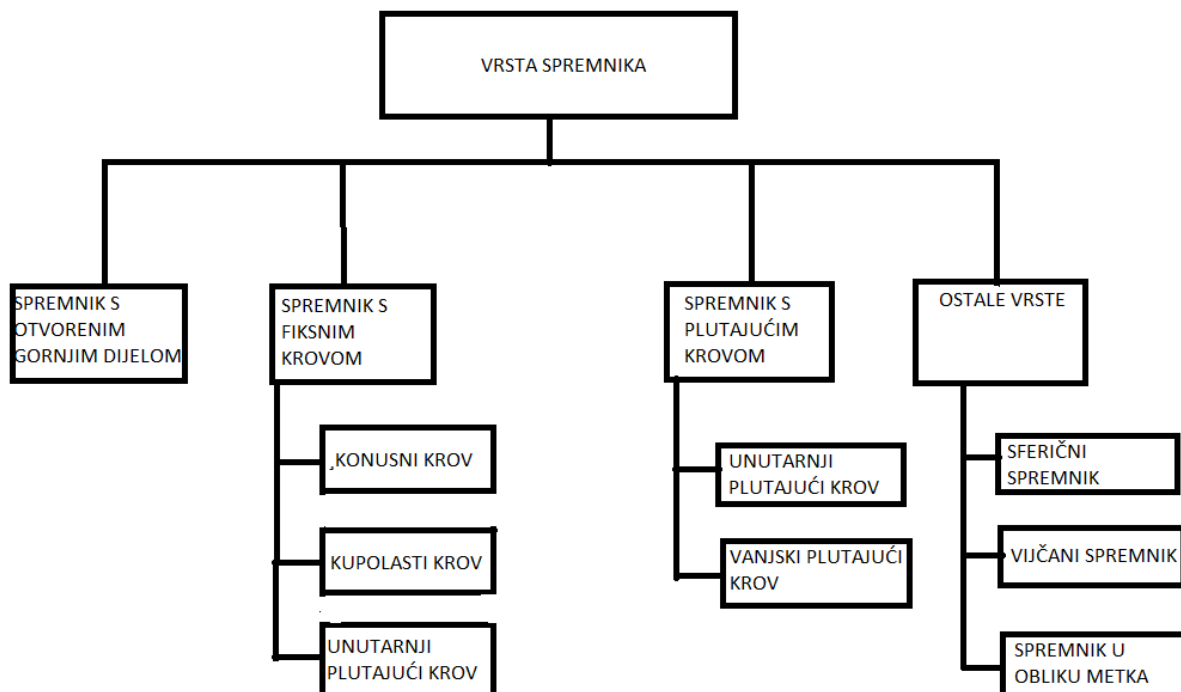 VRSTA SPREMNIKA
SPREMNIK S
OTVORENIM
GORNJIM DIJELOM
SPREMNIK S
FIKSNIM
KROVOM
¸KONUSNI KROV
KUPOLASTI KROV
UNUTARNJI
PLUTAJUĆI KROV
SPREMNIK S
PLUTAJUĆIM
KROVOM
UNUTARNJI
PLUTAJUĆI KROV
VANJSKI PLUTAJUĆI
KROV
OSTALE VRSTE
SFERIČNI
SPREMNIK
VIJČANI SPREMNIK
SPREMNIK U
OBLIKU METKA